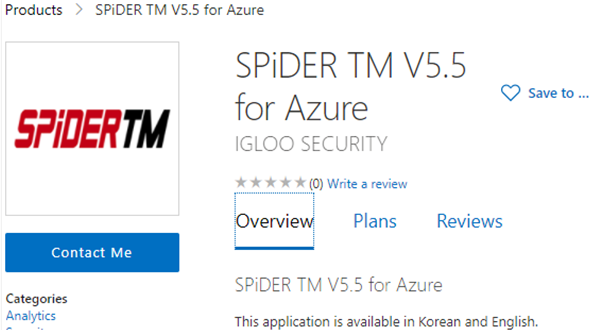 Products > SPiDER TM V5.5 for Azure
SPiDER TM
SPiDER TM V5.5
for Azure
Save to ...
IGLOO SECURITY
(0) Write a review
Contact Me
Overview Plans Reviews
Categories
Analytics
SPiDER TM V5.5 for Azure
This application is available in Korean and English.